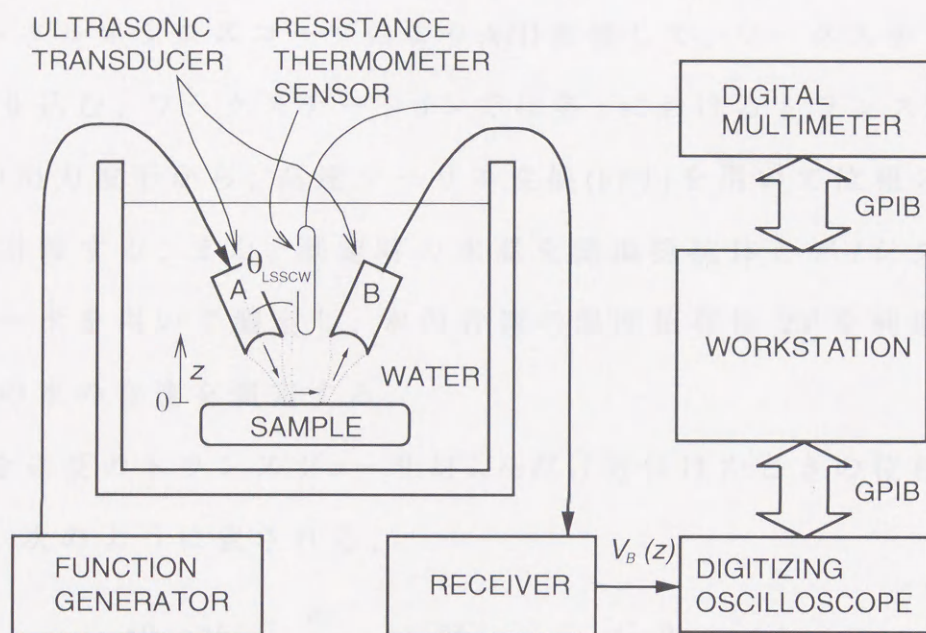 ULTRASONIC
TRANSDUCER
RESISTANCE
THERMOMETER
SENSOR
DIGITAL
MULTIMETER
GPIB
θLSSCW
A
B
WORKSTATION
z
WATER
0
SAMPLE
GPIB
FUNCTION
GENERATOR
RECEIVER
VB (z)
DIGITIZING
OSCILLOSCOPE